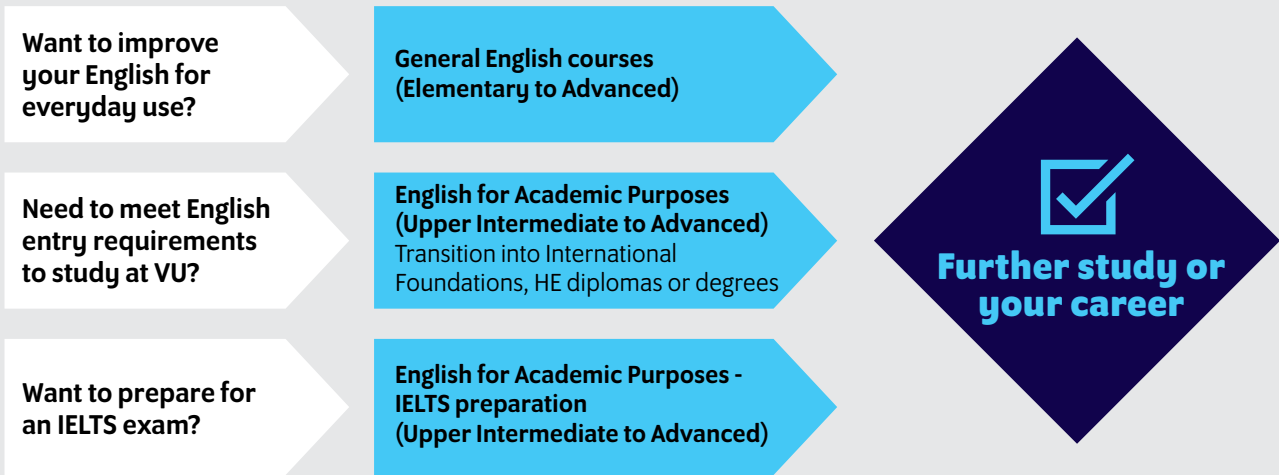 Want to improve
your English for
everyday use?
General English courses
(Elementary to Advanced)
Need to meet English
entry requirements
to study at VU?
English for Academic Purposes
(Upper Intermediate to Advanced)
Transition into International
Foundations, HE diplomas or degrees
Want to prepare for
an IELTS exam?
English for Academic Purposes -
IELTS preparation
(Upper Intermediate to Advanced)
Further study or
your career